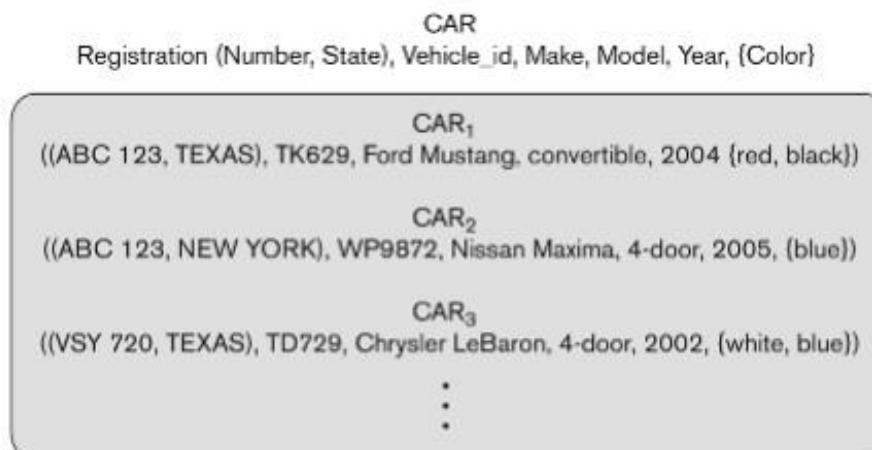 CAR
Registration (Number, State), Vehicle_id, Make, Model, Year, {Color}
CAR₁
((ABC 123, TEXAS), TK629, Ford Mustang, convertible, 2004 {red, black})
CAR₂
((ABC 123, NEW YORK), WP9872, Nissan Maxima, 4-door, 2005, {blue})
CAR₃
((VSY 720, TEXAS), TD729, Chrysler LeBaron, 4-door, 2002, {white, blue})